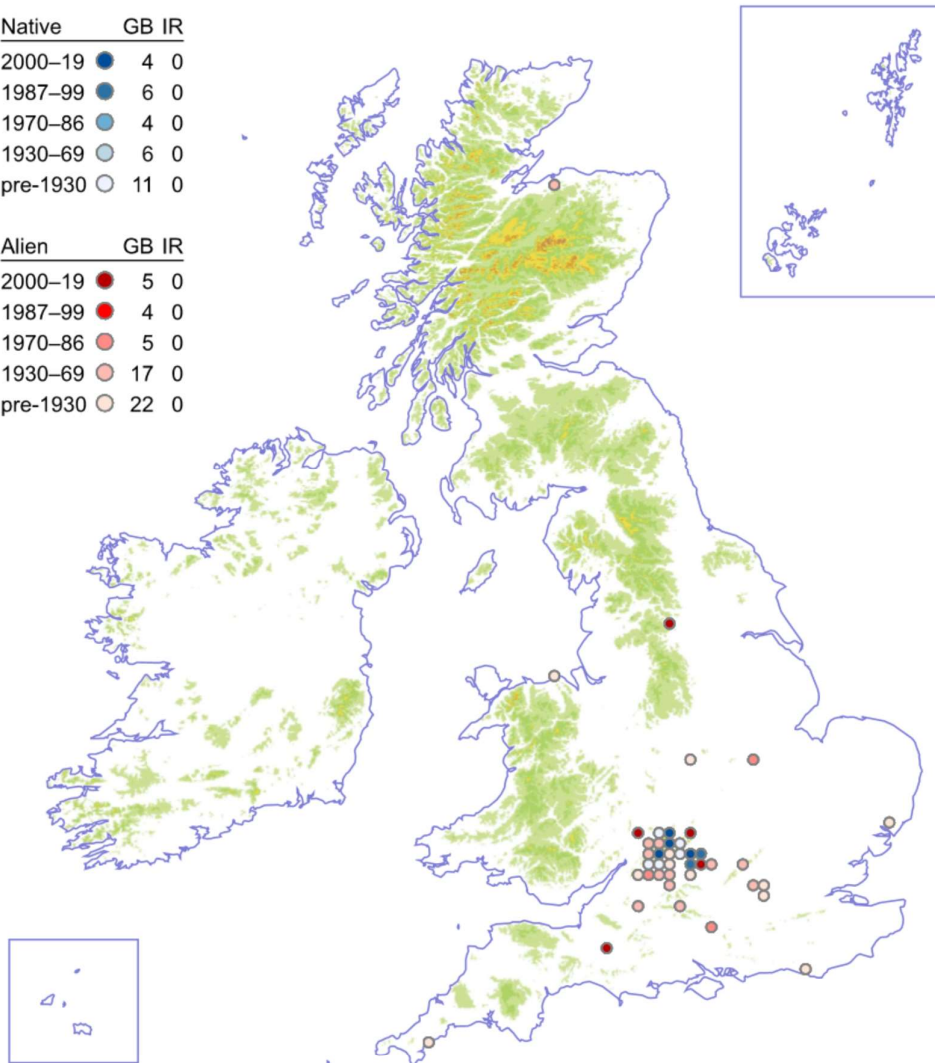 Native GB IR
2000–19 4 0
1987–99 6 0
1970–86 4 0
1930–69 6 0
pre-1930 11 0
Alien GB IR
2000–19 5 0
1987–99 4 0
1970–86 5 0
1930–69 17 0
pre-1930 22 0